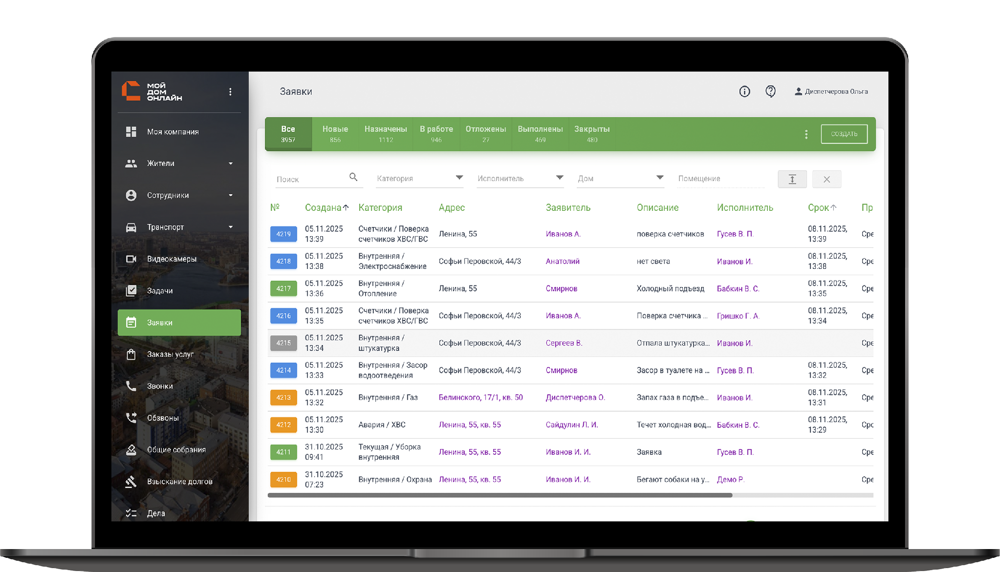 МОЙ
ДОМ
ОНЛАЙН
Моя компания
Жители
Сотрудники
Транспорт
Видеокамеры
Задачи
Заявки
Заказы услуг
Звонки
Обзвоны
Общие собрания
Взыскание долгов
Дела
Заявки
Диспетчерова Ольга
Все Новые Назначены В работе Отложены Выполнены Закрыты
3957 856 1112 946 27 469 480
СОЗДАТЬ
Поиск Категория Исполнитель Дом Помещение
№ Создана Категория Адрес Заявитель Описание Исполнитель Срок Пр
4219 05.11.2025 13:39 Счетчики / Поверка счетчиков ХВС/ГВС Ленина, 55 Иванов А. поверка счетчиков Гусев В. П. 08.11.2025, 13:39 Сре
4218 05.11.2025 13:38 Внутренняя / Электроснабжение Софьи Перовской, 44/3 Анатолий нет света Иванов И. 08.11.2025, 13:38 Сре
4217 05.11.2025 13:36 Внутренняя / Отопление Ленина, 55 Смирнов Холодный подъезд Бабкин В. С. 08.11.2025, 13:35 Сре
4216 05.11.2025 13:35 Счетчики / Поверка счетчиков ХВС/ГВС Софьи Перовской, 44/3 Иванов А. Поверка счетчика ... Гришко Г. А. 08.11.2025, 13:34 Сре
4215 05.11.2025 13:34 Внутренняя / штукатурка Софьи Перовской, 44/3 Сергеев В. Отпала штукатурка... Иванов И. Сре
4214 05.11.2025 13:33 Внутренняя / Засор водоотведения Софьи Перовской, 44/3 Смирнов Засор в туалете на ... Гусев В. П. 08.11.2025, 13:32 Сре
4213 05.11.2025 13:32 Внутренняя / Газ Белинского, 17/1, кв. 50 Диспетчерова О. Запах газа в подъе... Иванов И. 08.11.2025, 13:31 Сре
4212 05.11.2025 13:30 Авария / ХВС Ленина, 55, кв. 55 Сайдулин Л. И. Течет холодная вод... Бабкин В. С. 08.11.2025, 13:29 Сро
4211 31.10.2025 09:41 Текущая / Уборка внутренняя Ленина, 55, кв. 55 Иванов И. И. Заявка Гусев В. П. Сре
4210 31.10.2025 07:23 Внутренняя / Охрана Ленина, 55, кв. 55 Иванов И. И. Бегают собаки на у... Демо Р. Сре